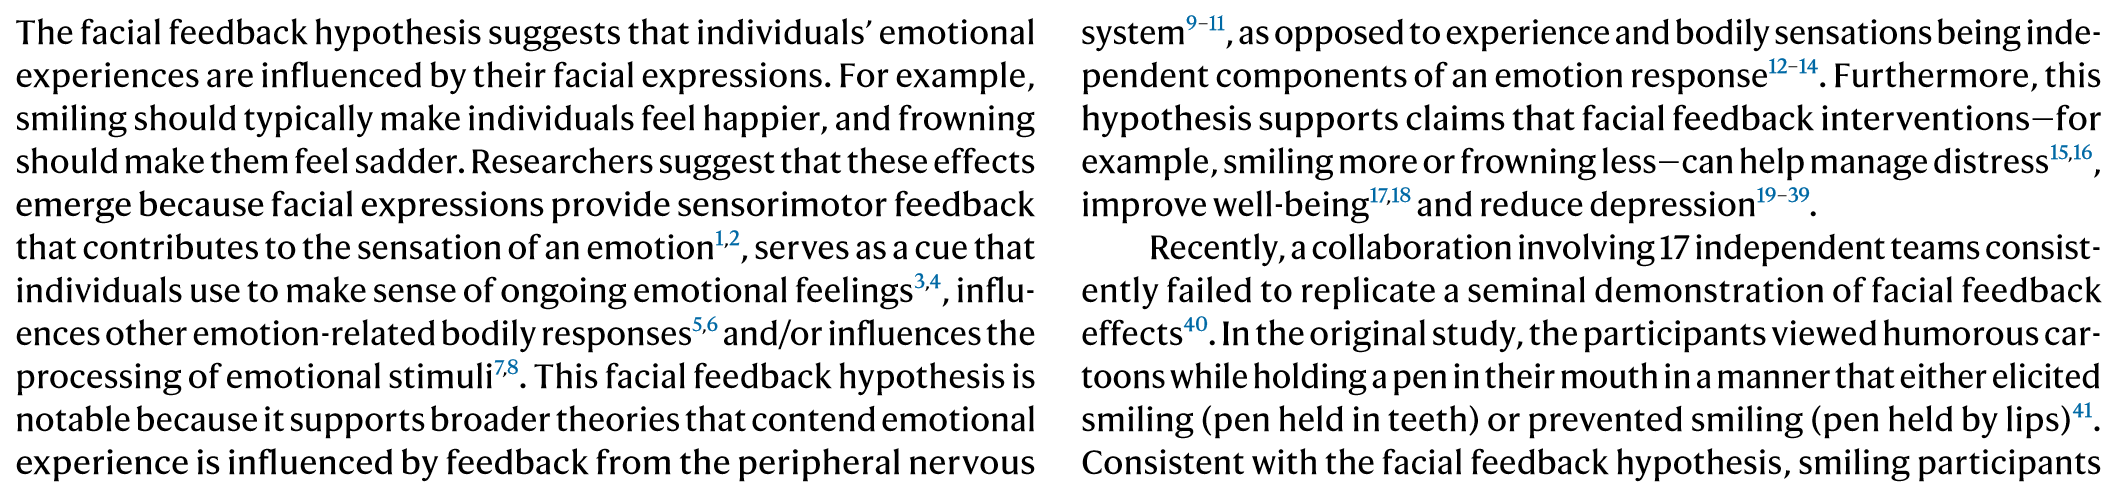 The facial feedback hypothesis suggests that individuals’ emotional
experiences are influenced by their facial expressions. For example,
smiling should typically make individuals feel happier, and frowning
should make them feel sadder. Researchers suggest that these effects
emerge because facial expressions provide sensorimotor feedback
that contributes to the sensation of an emotion1,2, serves as a cue that
individuals use to make sense of ongoing emotional feelings3,4, influ-
ences other emotion-related bodily responses5,6 and/or influences the
processing of emotional stimuli7,8. This facial feedback hypothesis is
notable because it supports broader theories that contend emotional
experience is influenced by feedback from the peripheral nervous
system9–11, as opposed to experience and bodily sensations being inde-
pendent components of an emotion response12–14. Furthermore, this
hypothesis supports claims that facial feedback interventions—for
example, smiling more or frowning less—can help manage distress15,16,
improve well-being17,18 and reduce depression19–39.
Recently, a collaboration involving 17 independent teams consist-
ently failed to replicate a seminal demonstration of facial feedback
effects40. In the original study, the participants viewed humorous car-
toons while holding a pen in their mouth in a manner that either elicited
smiling (pen held in teeth) or prevented smiling (pen held by lips)41.
Consistent with the facial feedback hypothesis, smiling participants